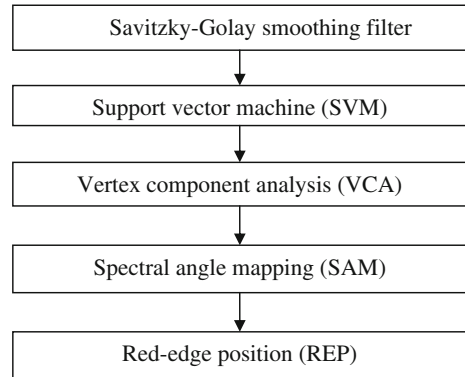 Savitzky-Golay smoothing filter
Support vector machine (SVM)
Vertex component analysis (VCA)
Spectral angle mapping (SAM)
Red-edge position (REP)